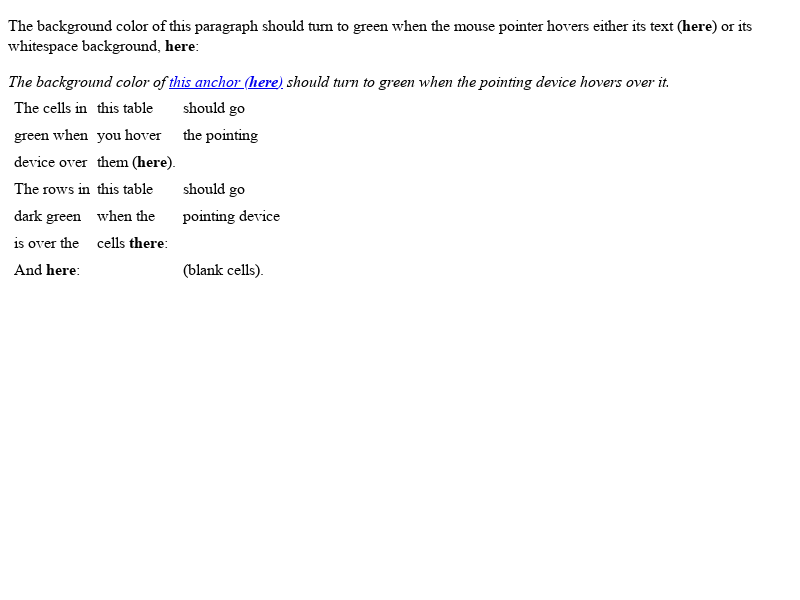 The background color of this paragraph should turn to green when the mouse pointer hovers either its text (here) or its
whitespace background, here:
The background color of this anchor (here) should turn to green when the pointing device hovers over it.
The cells in this table should go
green when you hover the pointing
device over them (here).
The rows in this table should go
dark green when the pointing device
is over the cells there:
And here: (blank cells).